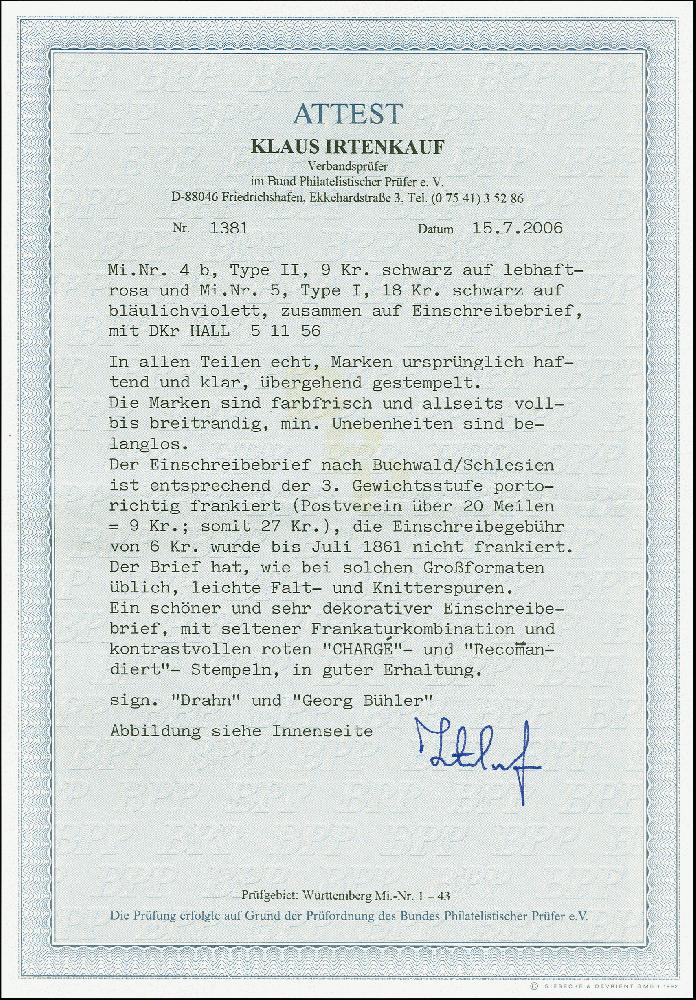 ATTEST
KLAUS IRTENKAUF
Verbandsprüfer
im Bund Philatelistischer Prüfer e. V.
D-88046 Friedrichshafen, Ekkehardstraße 3, Tel. (0 75 41) 3 52 86
Nr. 1381 Datum 15.7.2006
Mi.Nr. 4 b, Type II, 9 Kr. schwarz auf lebhaft-
rosa und Mi.Nr. 5, Type I, 18 Kr. schwarz auf
bläulichviolett, zusammen auf Einschreibebrief,
mit DKr HALL 5 11 56
In allen Teilen echt, Marken ursprünglich haf-
tend und klar, übergehend gestempelt.
Die Marken sind farbfrisch und allseits voll-
bis breitrandig, min. Unebenheiten sind be-
langlos.
Der Einschreibebrief nach Buchwald/Schlesien
ist entsprechend der 3. Gewichtsstufe porto-
richtig frankiert (Postverein über 20 Meilen
= 9 Kr.; somit 27 Kr.), die Einschreibegebühr
von 6 Kr. wurde bis Juli 1861 nicht frankiert.
Der Brief hat, wie bei solchen Großformaten
üblich, leichte Falt- und Knitterspuren.
Ein schöner und sehr dekorativer Einschreibe-
brief, mit seltener Frankaturkombination und
kontrastvollen roten "CHARGÉ"- und "Recom̄an-
diert"- Stempeln, in guter Erhaltung.
sign. "Drahn" und "Georg Bühler"
Abbildung siehe Innenseite
Prüfgebiet: Württemberg Mi.-Nr. 1 – 43
Die Prüfung erfolgte auf Grund der Prüfordnung des Bundes Philatelistischer Prüfer e.V.
© GIESECKE & DEVRIENT GMBH 1992